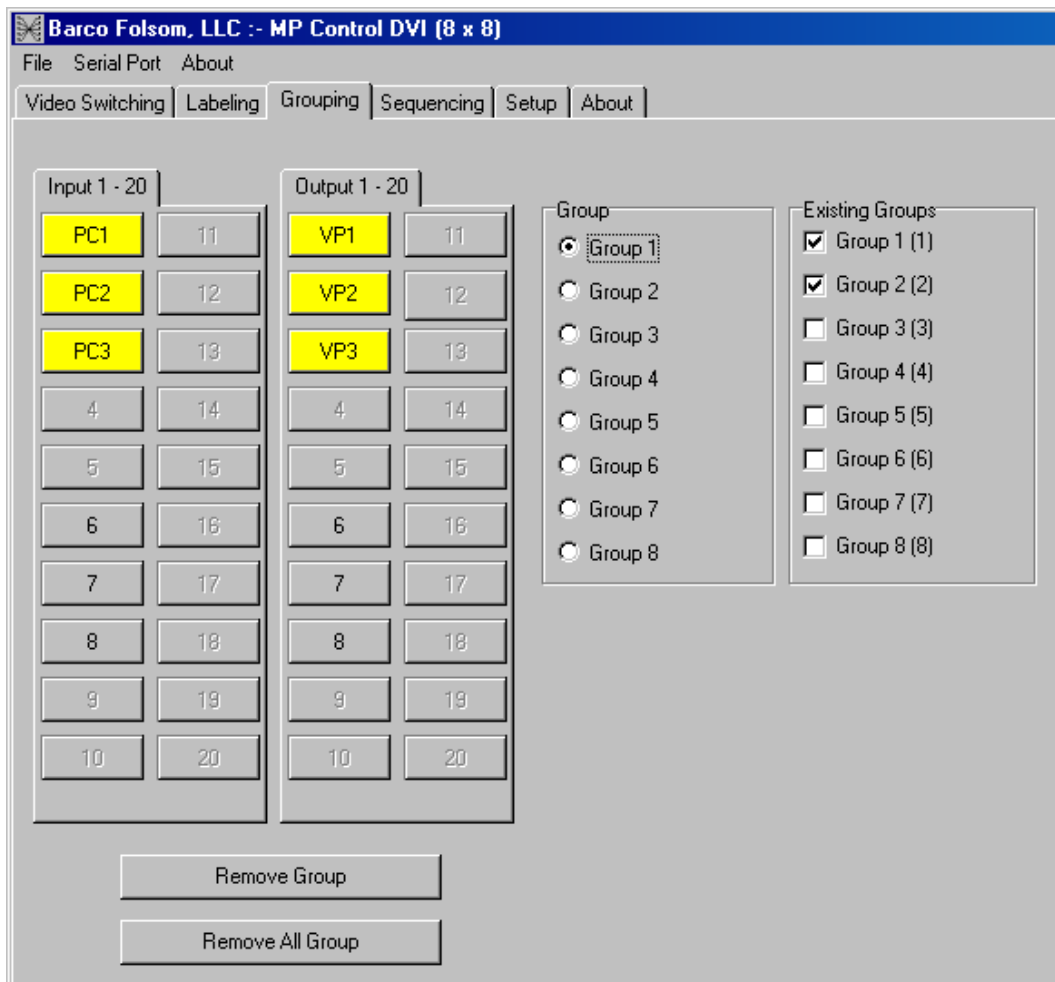 Barco Folsom, LLC :- MP Control DVI (8 x 8)
File Serial Port About
Video Switching Labeling Grouping Sequencing Setup About
Input 1 - 20
PC1 11
PC2 12
PC3 13
4 14
5 15
6 16
7 17
8 18
9 19
10 20
Output 1 - 20
VP1 11
VP2 12
VP3 13
4 14
5 15
6 16
7 17
8 18
9 19
10 20
Group
Group 1
Group 2
Group 3
Group 4
Group 5
Group 6
Group 7
Group 8
Existing Groups
Group 1 (1)
Group 2 (2)
Group 3 (3)
Group 4 (4)
Group 5 (5)
Group 6 (6)
Group 7 (7)
Group 8 (8)
Remove Group
Remove All Group